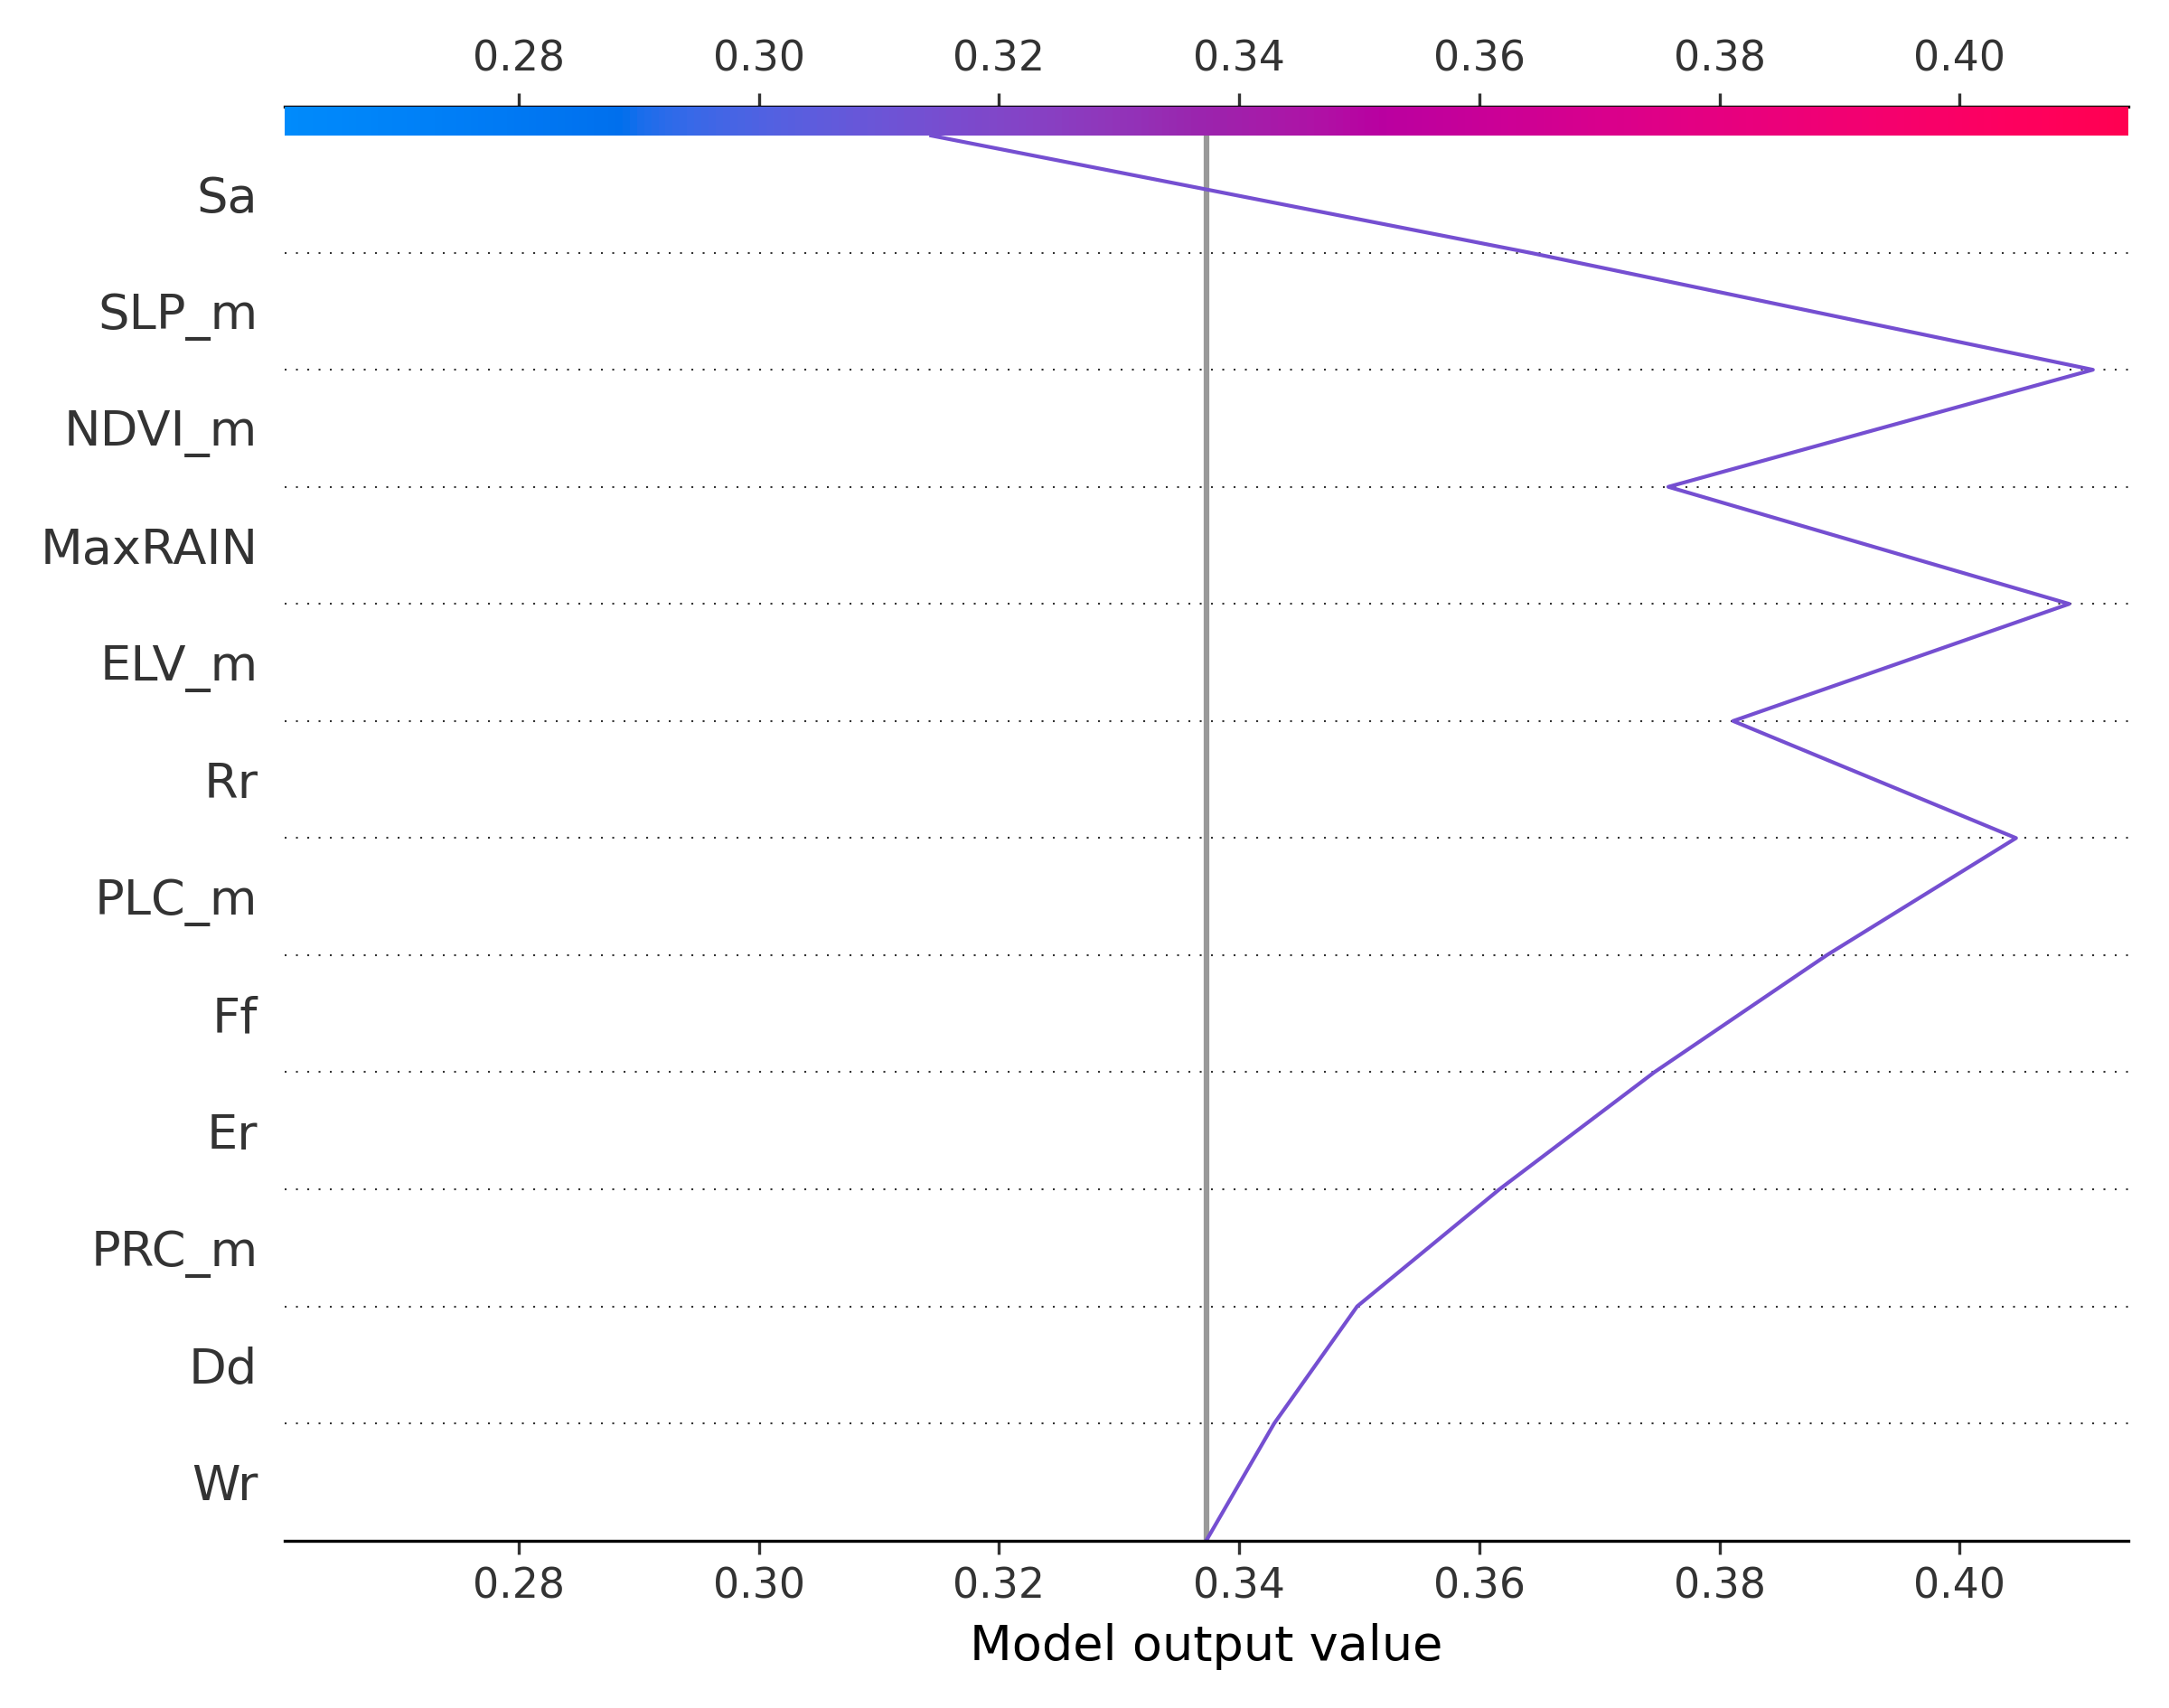 0.28 0.30 0.32 0.34 0.36 0.38 0.40
Sa
SLP_m
NDVI_m
MaxRAIN
ELV_m
Rr
PLC_m
Ff
Er
PRC_m
Dd
Wr
0.28 0.30 0.32 0.34 0.36 0.38 0.40
Model output value